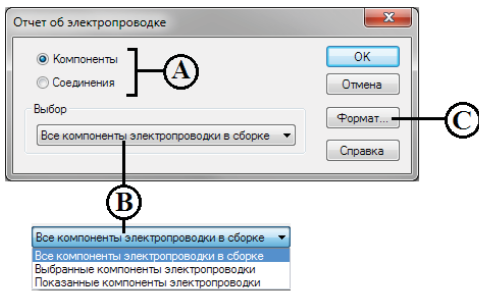 Отчет об электропроводке
Компоненты
Соединения
A
Выбор
Все компоненты электропроводки в сборке
OK
Отмена
Формат...
C
Справка
B
Все компоненты электропроводки в сборке
Все компоненты электропроводки в сборке
Выбранные компоненты электропроводки
Показанные компоненты электропроводки